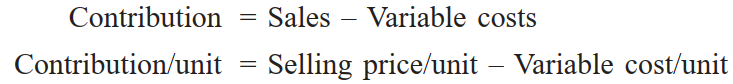 Contribution = Sales – Variable costs
Contribution/unit = Selling price/unit – Variable cost/unit